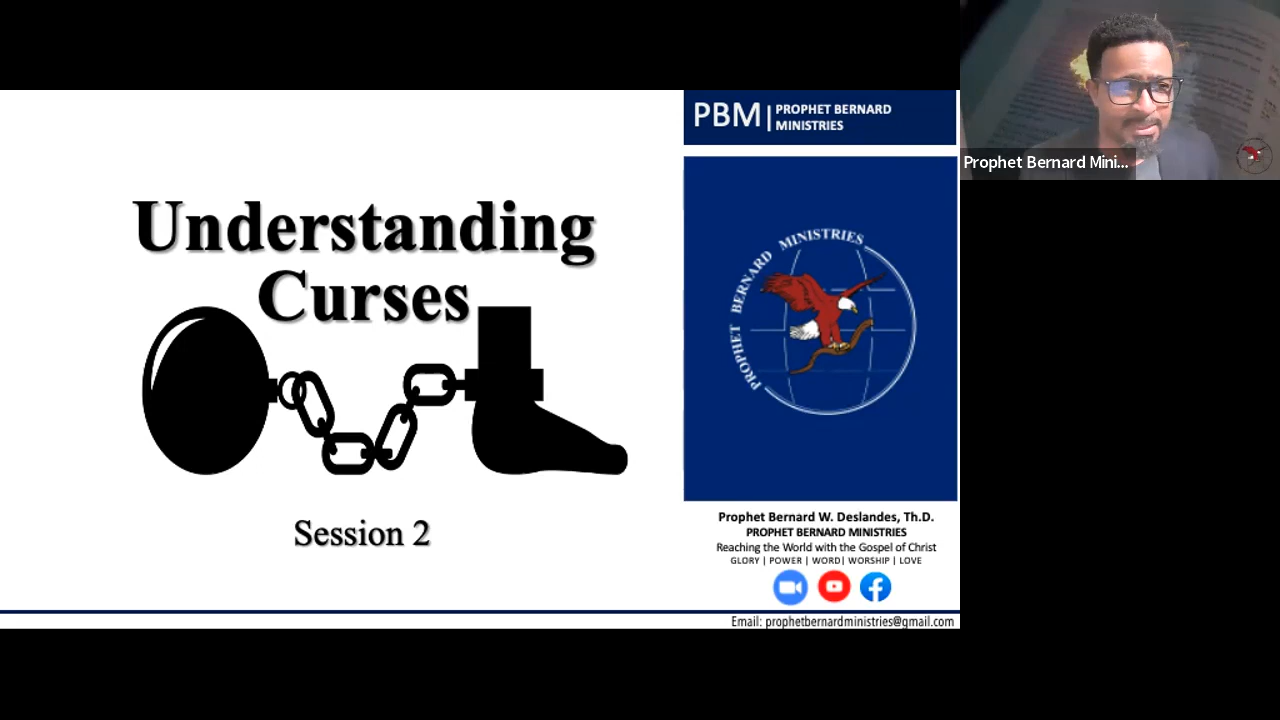 Understanding
Curses
Session 2
PBM | PROPHET BERNARD
MINISTRIES
PROPHET BERNARD MINISTRIES
Prophet Bernard W. Deslandes, Th.D.
PROPHET BERNARD MINISTRIES
Reaching the World with the Gospel of Christ
GLORY | POWER | WORD| WORSHIP | LOVE
Email: prophetbernardministries@gmail.com
Prophet Bernard Mini...